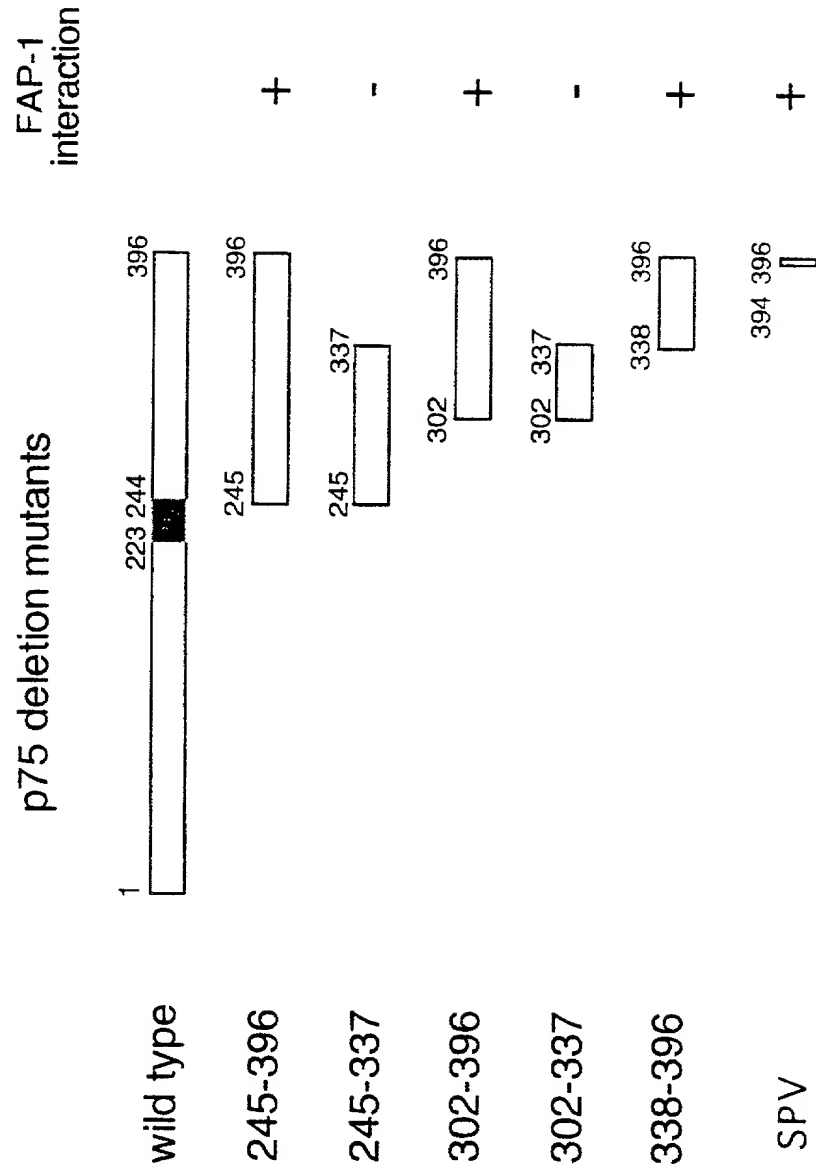 p75 deletion mutants
FAP-1
interaction
wild type 1 223 244 396
245-396 245 396 +
245-337 245 337 -
302-396 302 396 +
302-337 302 337 -
338-396 338 396 +
SPV 394 396 +